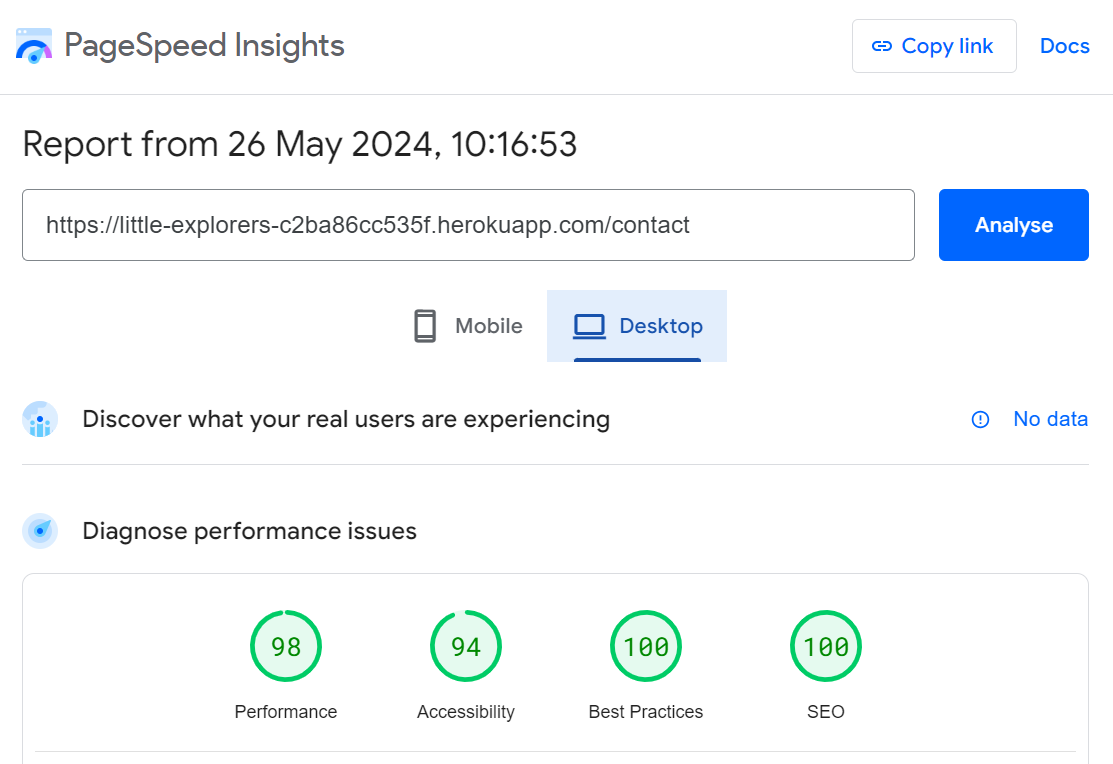 PageSpeed Insights
Copy link
Docs
Report from 26 May 2024, 10:16:53
https://little-explorers-c2ba86cc535f.herokuapp.com/contact
Analyse
Mobile
Desktop
Discover what your real users are experiencing
No data
Diagnose performance issues
98
94
100
100
Performance
Accessibility
Best Practices
SEO